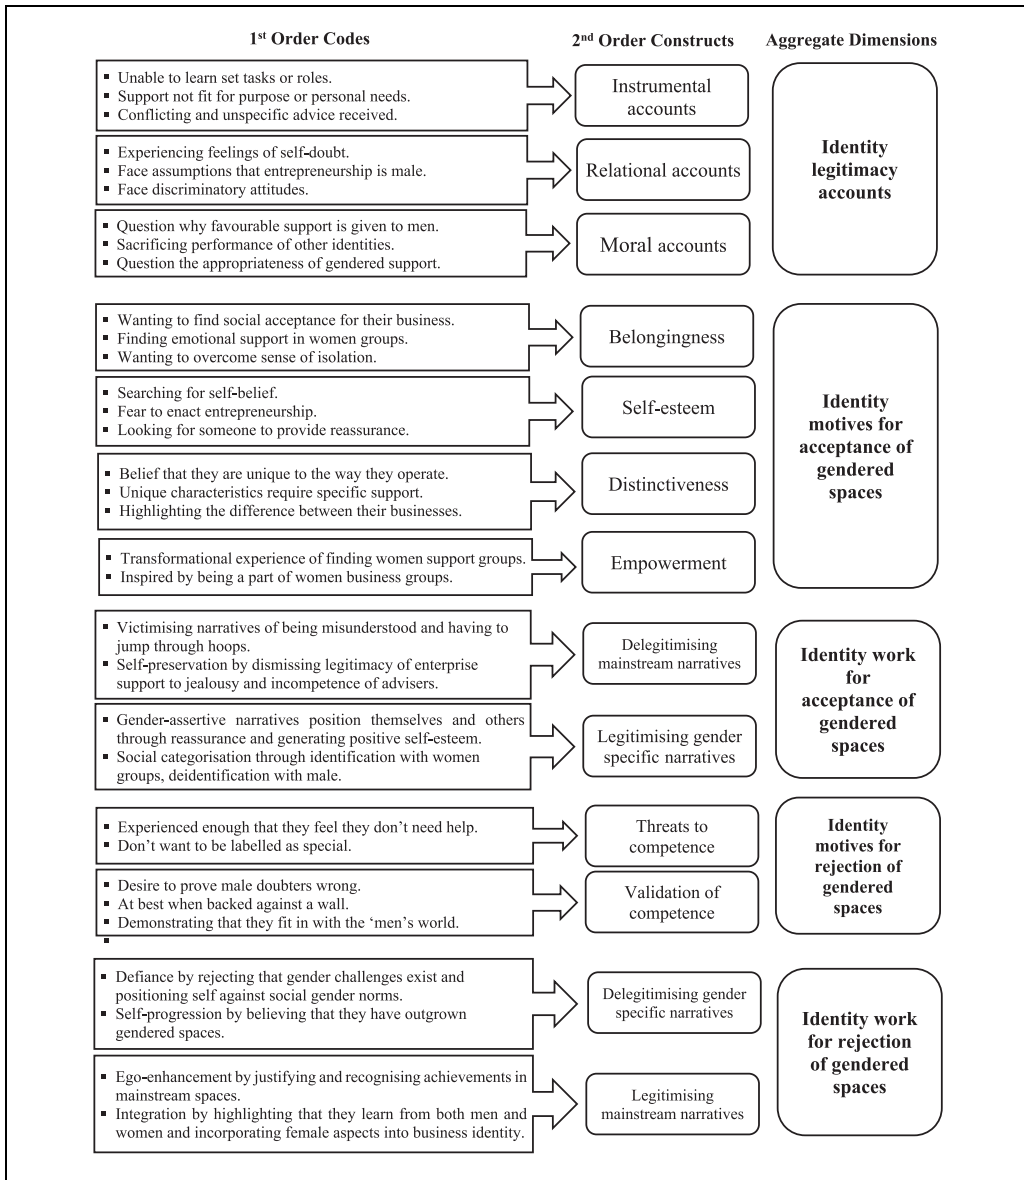 1st Order Codes
2nd Order Constructs
Aggregate Dimensions
▪ Unable to learn set tasks or roles.
▪ Support not fit for purpose or personal needs.
▪ Conflicting and unspecific advice received.
Instrumental
accounts
▪ Experiencing feelings of self-doubt.
▪ Face assumptions that entrepreneurship is male.
▪ Face discriminatory attitudes.
Relational accounts
▪ Question why favourable support is given to men.
▪ Sacrificing performance of other identities.
▪ Question the appropriateness of gendered support.
Moral accounts
Identity
legitimacy
accounts
▪ Wanting to find social acceptance for their business.
▪ Finding emotional support in women groups.
▪ Wanting to overcome sense of isolation.
Belongingness
▪ Searching for self-belief.
▪ Fear to enact entrepreneurship.
▪ Looking for someone to provide reassurance.
Self-esteem
▪ Belief that they are unique to the way they operate.
▪ Unique characteristics require specific support.
▪ Highlighting the difference between their businesses.
Distinctiveness
▪ Transformational experience of finding women support groups.
▪ Inspired by being a part of women business groups.
Empowerment
Identity
motives for
acceptance of
gendered
spaces
▪ Victimising narratives of being misunderstood and having to
jump through hoops.
▪ Self-preservation by dismissing legitimacy of enterprise
support to jealousy and incompetence of advisers.
Delegitimising
mainstream narratives
▪ Gender-assertive narratives position themselves and others
through reassurance and generating positive self-esteem.
▪ Social categorisation through identification with women
groups, deidentification with male.
Legitimising gender
specific narratives
Identity work
for
acceptance of
gendered
spaces
▪ Experienced enough that they feel they don't need help.
▪ Don't want to be labelled as special.
Threats to
competence
▪ Desire to prove male doubters wrong.
▪ At best when backed against a wall.
▪ Demonstrating that they fit in with the 'men's world.
▪
Validation of
competence
Identity
motives for
rejection of
gendered
spaces
▪ Defiance by rejecting that gender challenges exist and
positioning self against social gender norms.
▪ Self-progression by believing that they have outgrown
gendered spaces.
Delegitimising gender
specific narratives
▪ Ego-enhancement by justifying and recognising achievements in
mainstream spaces.
▪ Integration by highlighting that they learn from both men and
women and incorporating female aspects into business identity.
Legitimising
mainstream narratives
Identity work
for rejection
of gendered
spaces